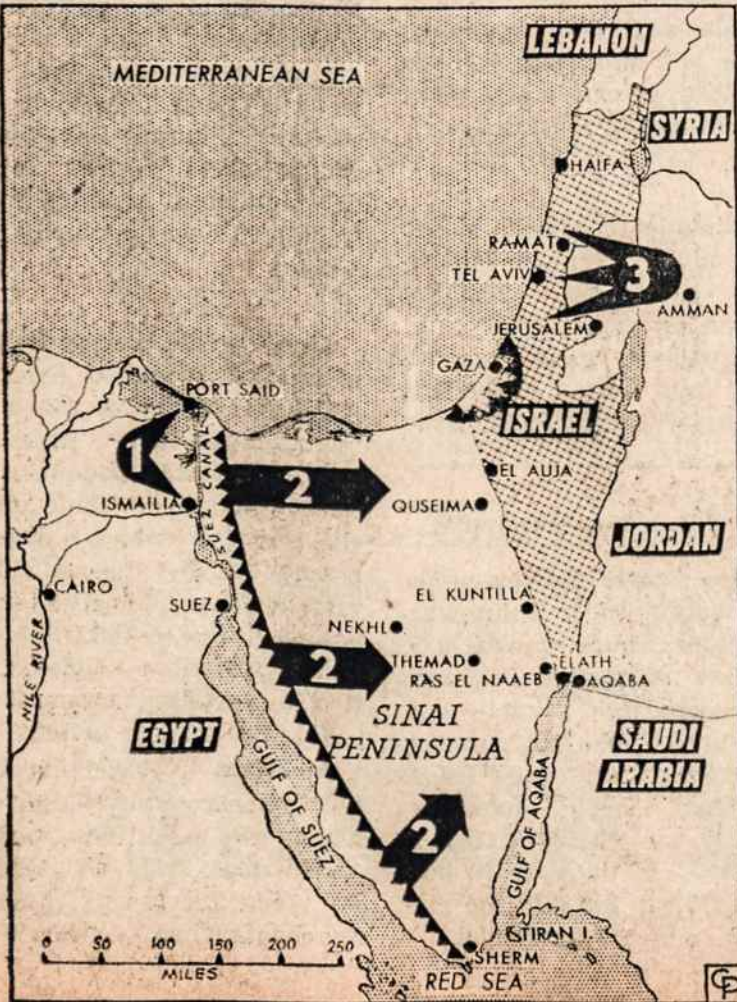 LEBANON
MEDITERRANEAN SEA
SYRIA
HAIFA
RAMAT
TEL AVIV
3
AMMAN
JERUSALEM
GAZA
PORT SAID
ISRAEL
1
SUEZ CANAL
2
EL AUJA
ISMAILIA
QUSEIMA
JORDAN
CAIRO
SUEZ
EL KUNTILLA
NEKHL
NILE RIVER
2
THEMAD
ELATH
RAS EL NAAEB
AQABA
EGYPT
SINAI
PENINSULA
SAUDI
ARABIA
GULF OF SUEZ
GULF OF AQABA
2
0 50 100 150 200 250
MILES
TIRAN I.
SHERM
RED SEA
CP